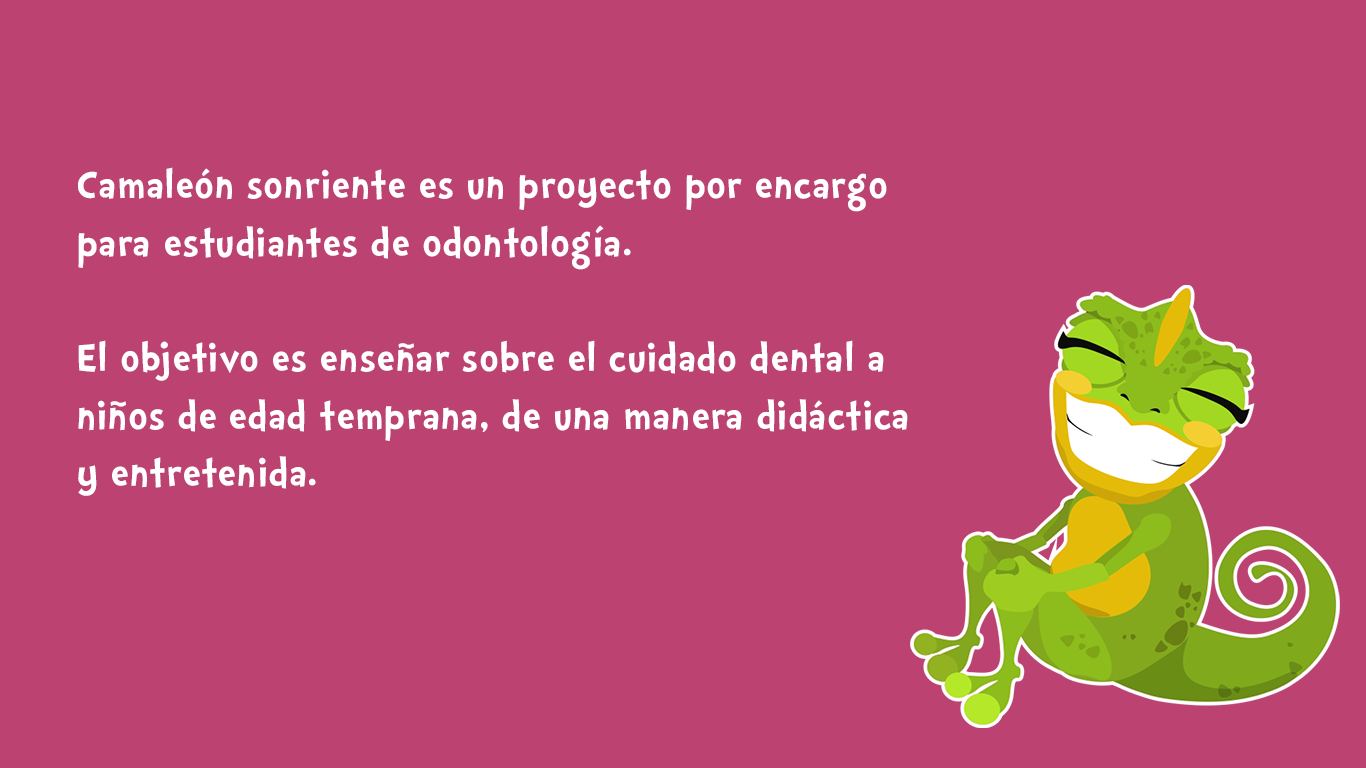 Camaleón sonriente es un proyecto por encargo
para estudiantes de odontología.
El objetivo es enseñar sobre el cuidado dental a
niños de edad temprana, de una manera didáctica
y entretenida.